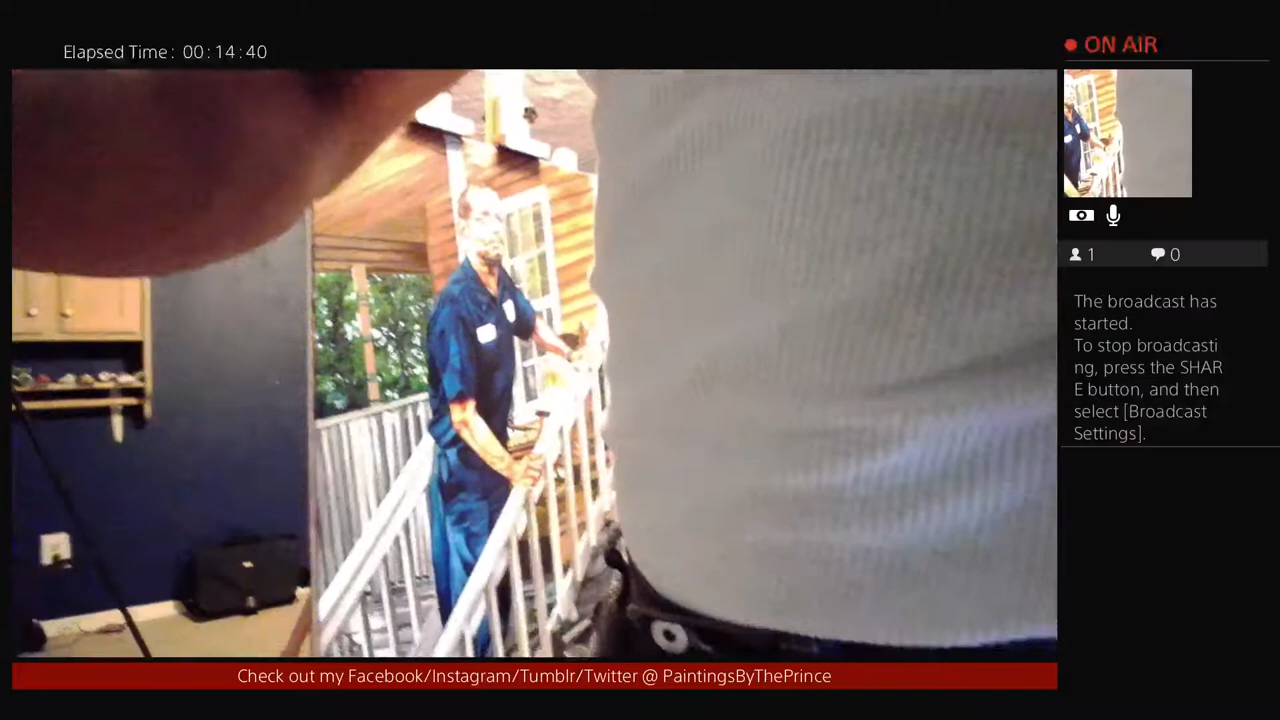 Elapsed Time: 00:14:40
ON AIR
1 0
The broadcast has
started.
To stop broadcasti
ng, press the SHAR
E button, and then
select [Broadcast
Settings].
Check out my Facebook/Instagram/Tumblr/Twitter @ PaintingsByThePrince